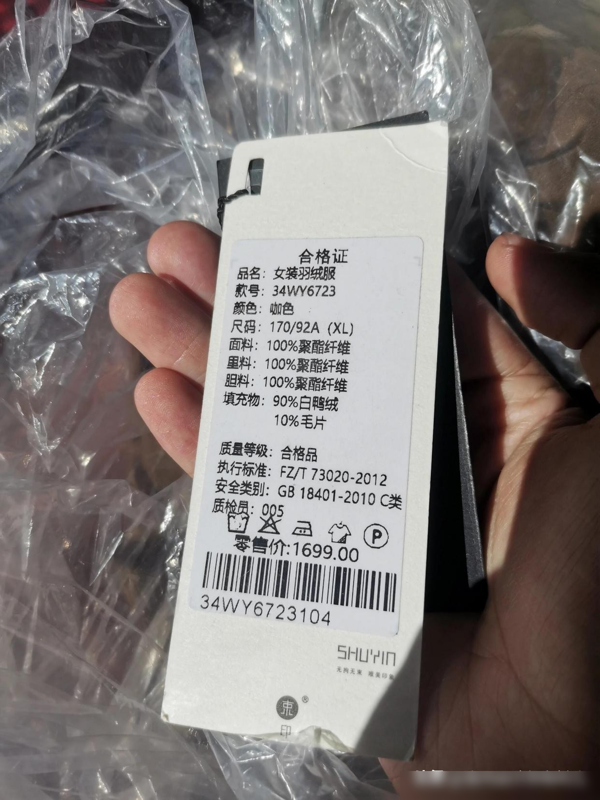 合格证
品名：女装羽绒服
款号：34WY6723
颜色：咖色
尺码：170/92A（XL）
面料：100%聚酯纤维
里料：100%聚酯纤维
胆料：100%聚酯纤维
填充物：90%白鸭绒
10%毛片
质量等级：合格品
执行标准：FZ/T 73020-2012
安全类别：GB 18401-2010 C类
质检员：005
P
零售价:1699.00
34WY6723104
SHUYIN
束
®
印